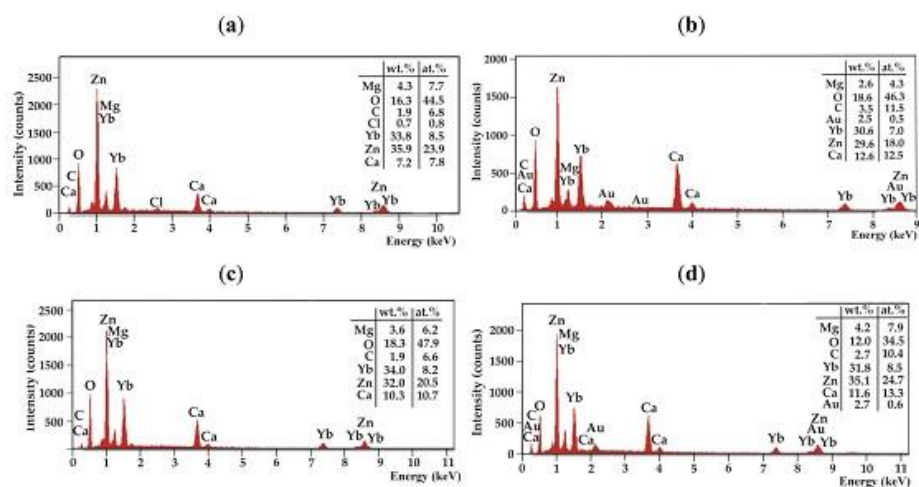 (a)
Intensity (counts)
2500
2000
1500
1000
500
0
Zn
Mg
Yb
O
Yb
C
Ca
Cl
Ca
Ca
Yb
Zn
Yb
Yb
0 1 2 3 4 5 6 7 8 9 10
Energy (keV)
wt.% at.%
Mg 4.3 7.7
O 16.3 44.5
C 1.9 6.8
Cl 0.7 0.8
Yb 33.8 8.5
Zn 35.9 23.9
Ca 7.2 7.8
(b)
Intensity (counts)
2000
1500
1000
500
0
Zn
O
Mg
Yb
Yb
C
Au
Ca
Au
Au
Ca
Ca
Yb
Zn
Au
Yb
Yb
0 1 2 3 4 5 6 7 8 9
Energy (keV)
wt.% at.%
Mg 2.6 4.3
O 18.6 46.3
C 3.5 11.5
Au 2.5 0.5
Yb 30.6 7.0
Zn 29.6 18.0
Ca 12.6 12.5
(c)
Intensity (counts)
2500
2000
1500
1000
500
Zn
Mg
Yb
O
Yb
C
Ca
Ca
Ca
Yb
Zn
Yb
Yb
0 1 2 3 4 5 6 7 8 9 10 11
Energy (keV)
wt.% at.%
Mg 3.6 6.2
O 18.3 47.9
C 1.9 6.6
Yb 34.0 8.2
Zn 32.0 20.5
Ca 10.3 10.7
(d)
Intensity (counts)
2000
1500
1000
500
0
Zn
Mg
Yb
O
Yb
C
Au
Ca
Ca
Au
Ca
Ca
Yb
Zn
Au
Yb
Yb
0 1 2 3 4 5 6 7 8 9 10 11
Energy (keV)
wt.% at.%
Mg 4.2 7.9
O 12.0 34.5
C 2.7 10.4
Yb 31.8 8.5
Zn 35.1 24.7
Ca 11.6 13.3
Au 2.7 0.6